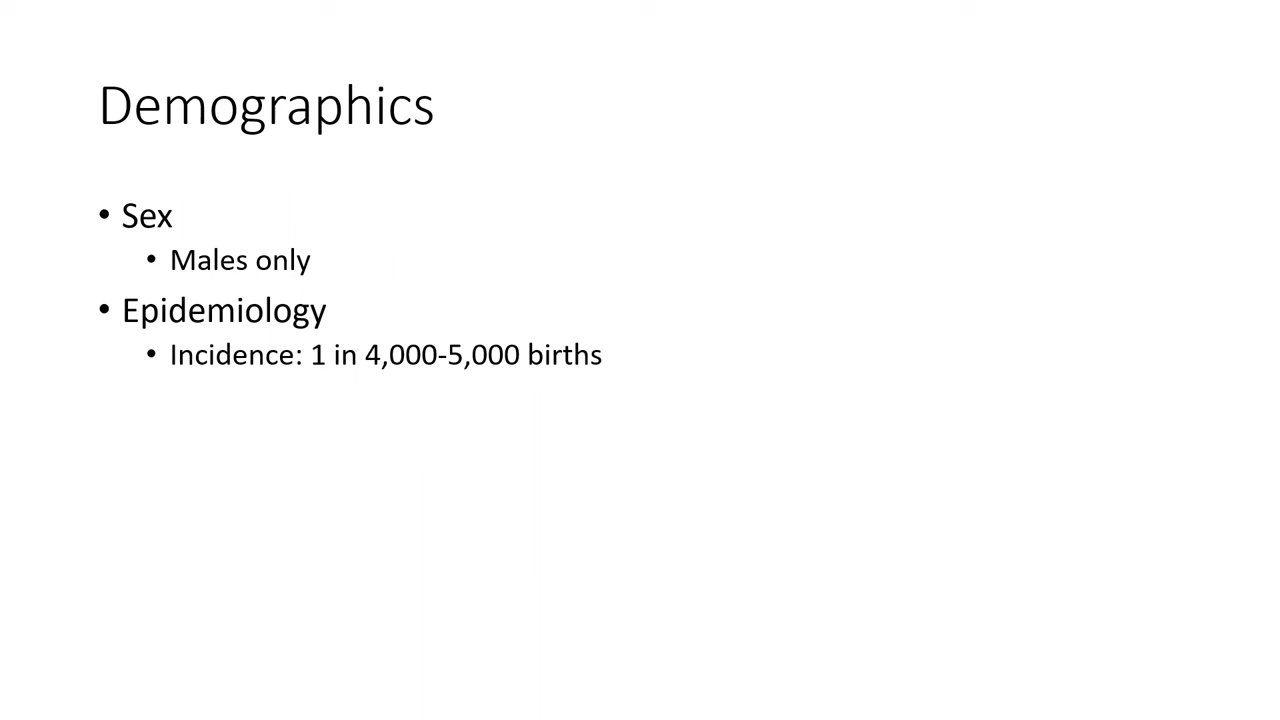 Demographics
• Sex
• Males only
• Epidemiology
• Incidence: 1 in 4,000-5,000 births